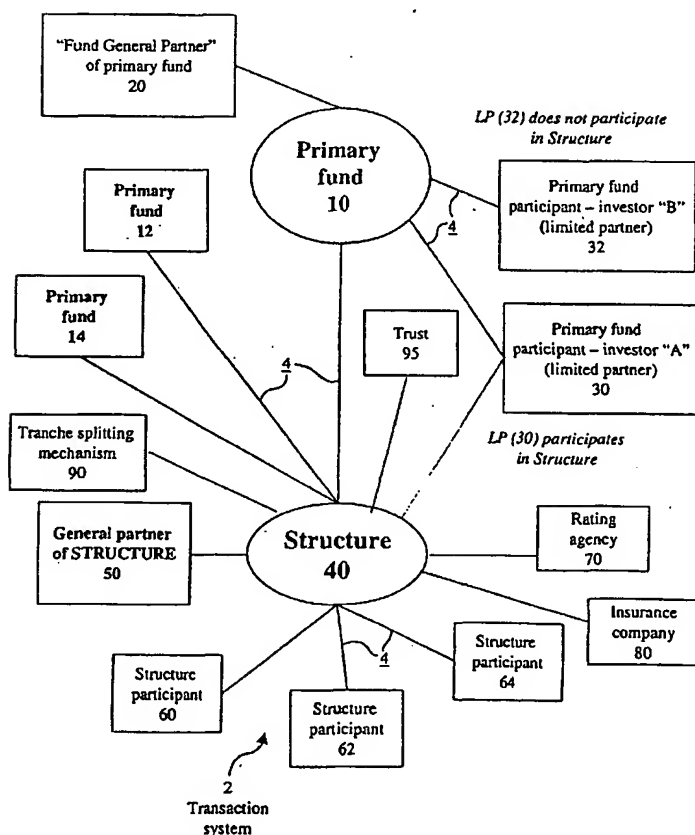 “Fund General Partner”
of primary fund
20
LP (32) does not participate
in Structure
Primary
fund
10
Primary
fund
12
4
Primary fund
participant – investor “B”
(limited partner)
32
4
Primary
fund
14
4
Trust
95
Primary fund
participant – investor “A”
(limited partner)
30
Tranche splitting
mechanism
90
LP (30) participates
in Structure
General partner
of STRUCTURE
50
Structure
40
Rating
agency
70
Insurance
company
80
4
Structure
participant
60
Structure
participant
62
Structure
participant
64
2
Transaction
system